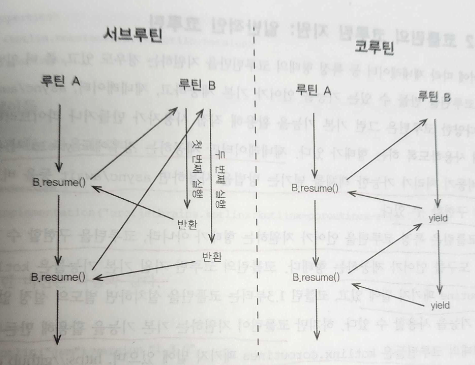 서브루틴
루틴 A
루틴 B
첫 번째 실행
두 번째 실행
B.resume()
반환
반환
B.resume()
코루틴
루틴 A
루틴 B
B.resume()
yield
B.resume()
yield